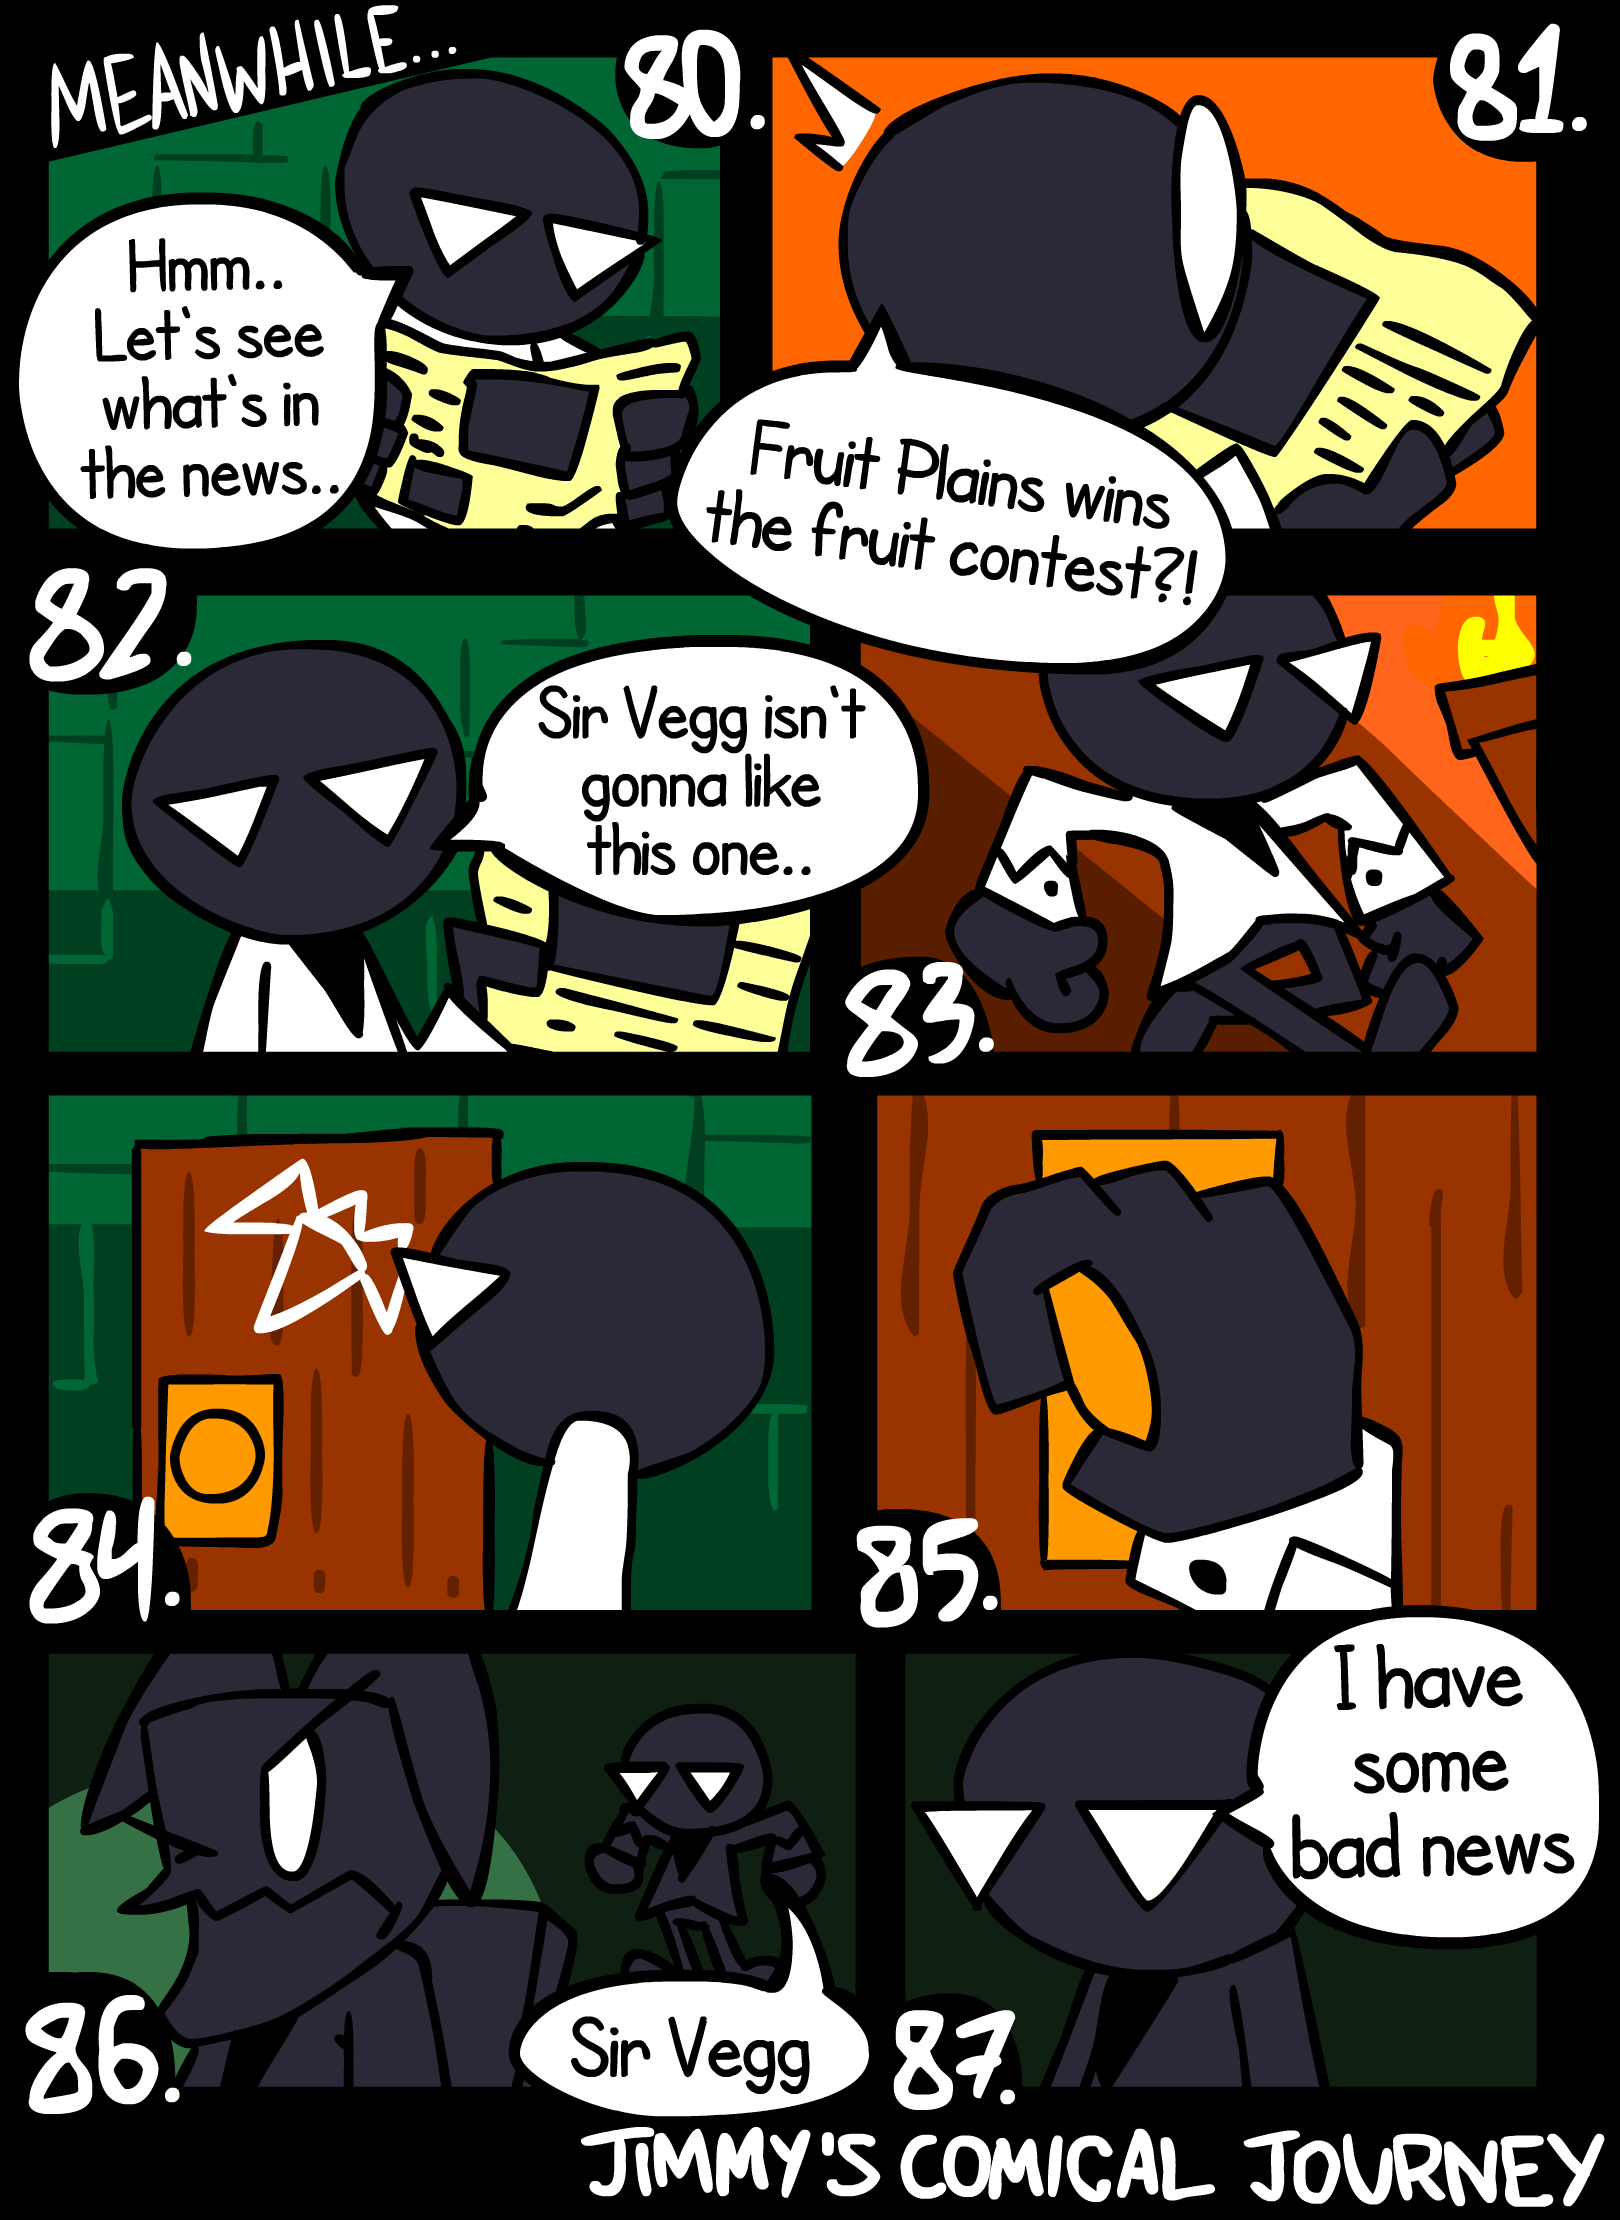 MEANWHILE...
80.
Hmm..
Let's see
what's in
the news..
81.
Fruit Plains wins
the fruit contest?!
82.
Sir Vegg isn't
gonna like
this one..
83.
84.
85.
86.
Sir Vegg
87.
I have
some
bad news
JIMMY'S COMICAL JOURNEY